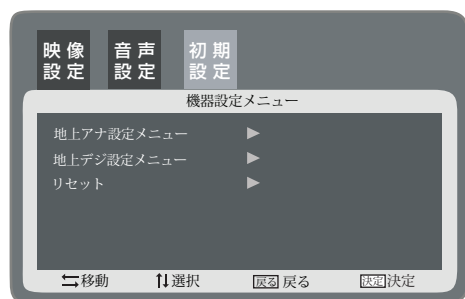 映像設定
音声設定
初期設定
機器設定メニュー
地上アナ設定メニュー ▶
地上デジ設定メニュー ▶
リセット ▶
⇆移動 ⇅選択 戻る 戻る 決定 決定